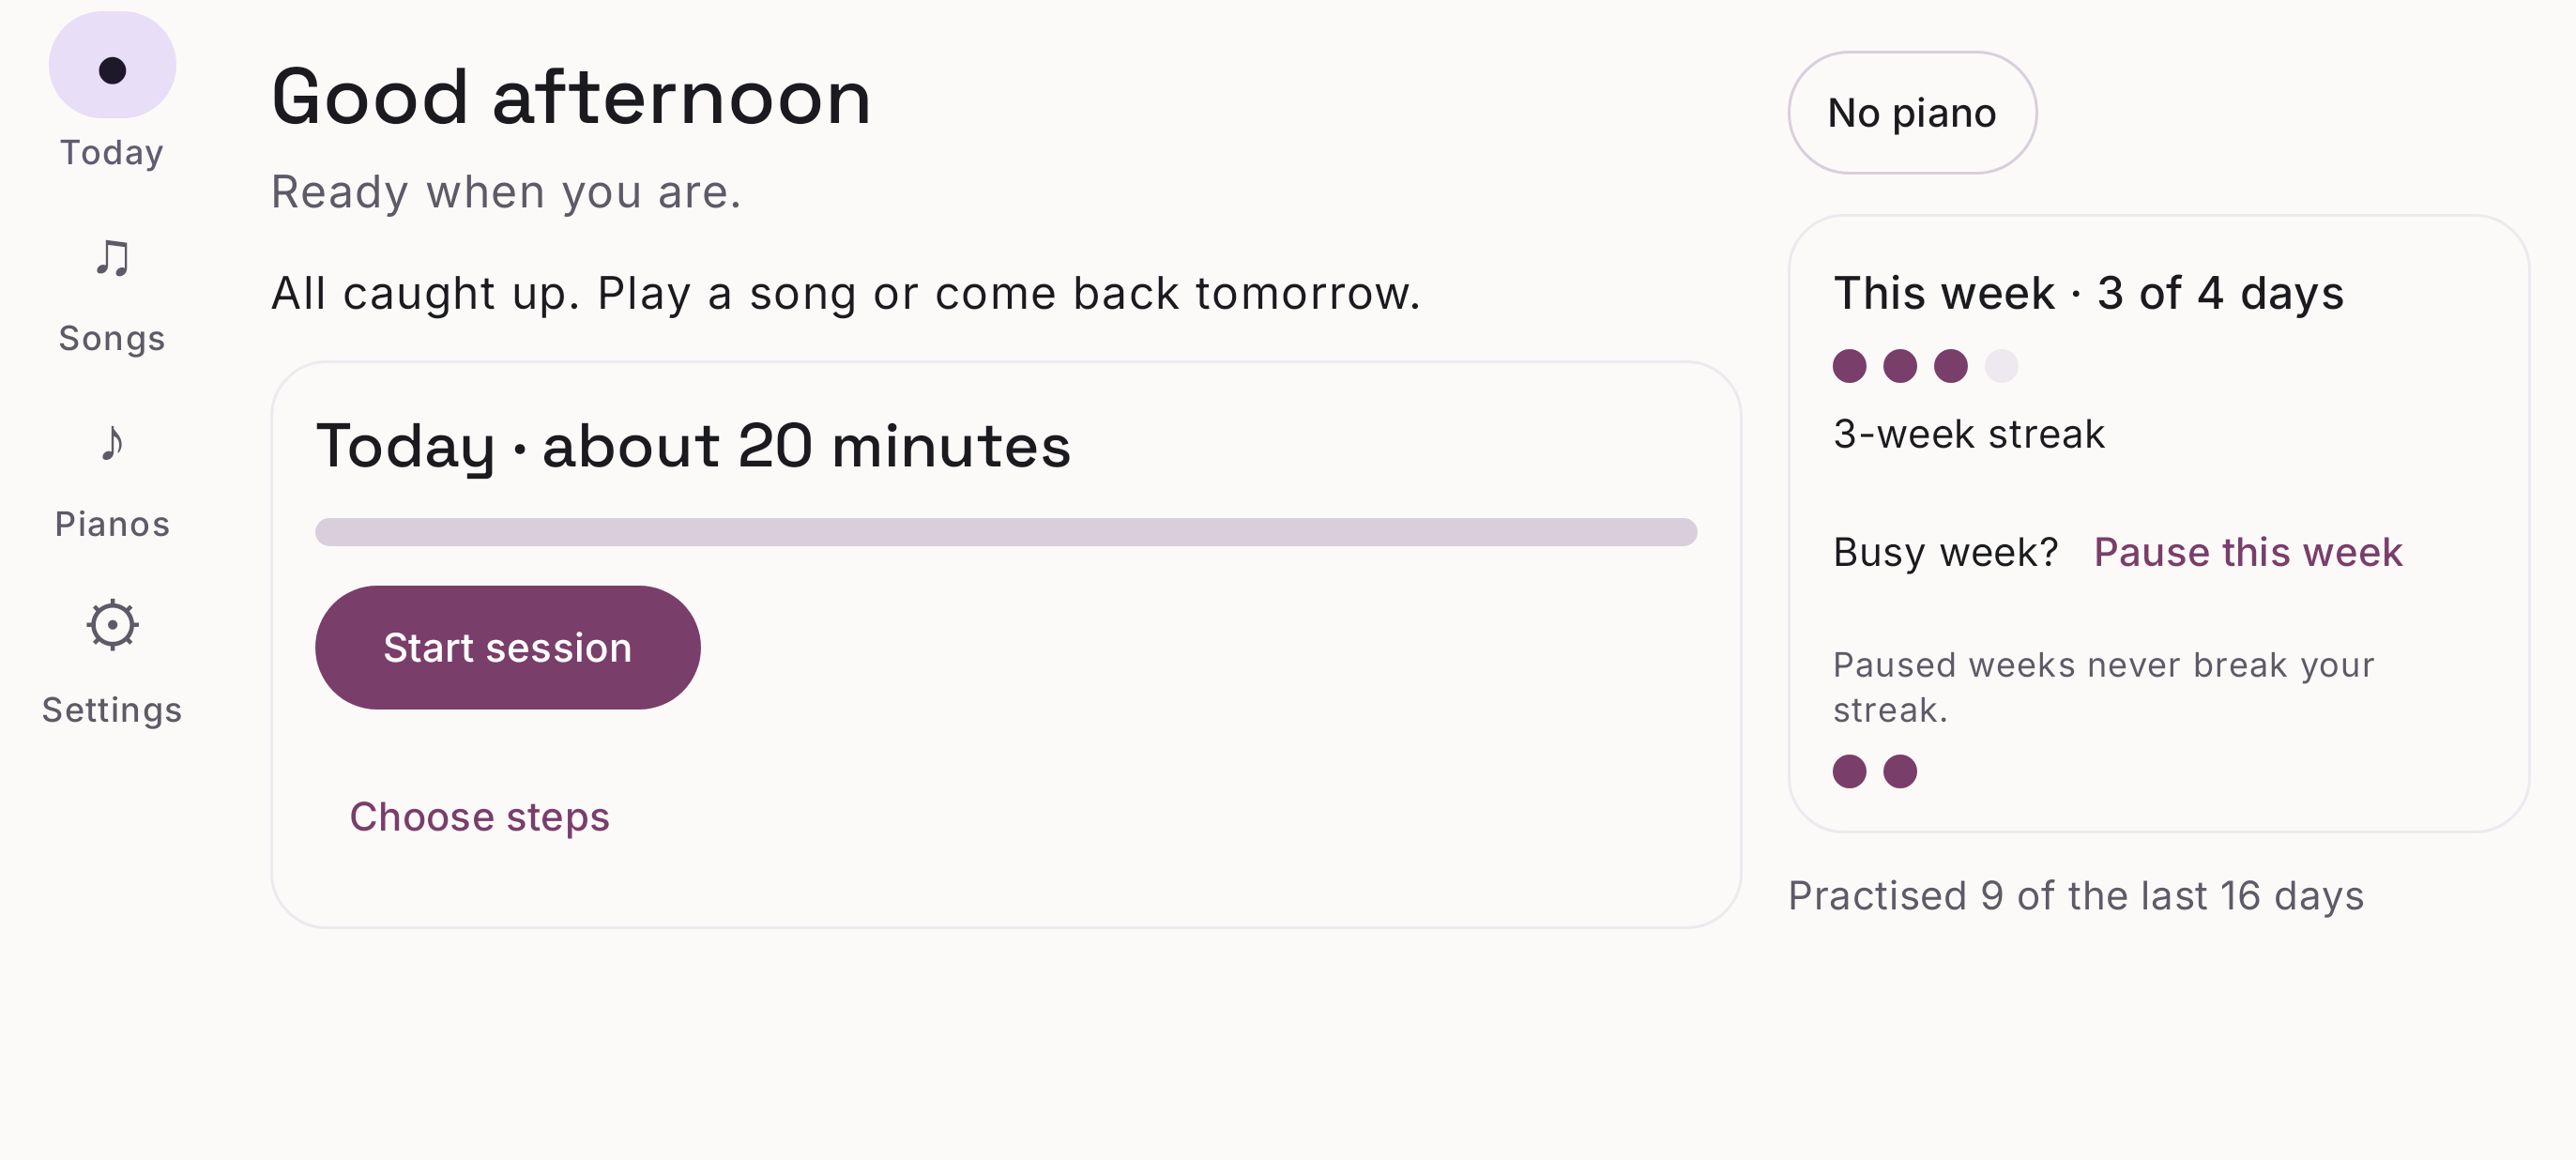 Today
Songs
Pianos
Settings
Good afternoon
Ready when you are.
All caught up. Play a song or come back tomorrow.
Today · about 20 minutes
Start session
Choose steps
No piano
This week · 3 of 4 days
3-week streak
Busy week? Pause this week
Paused weeks never break your
streak.
Practised 9 of the last 16 days